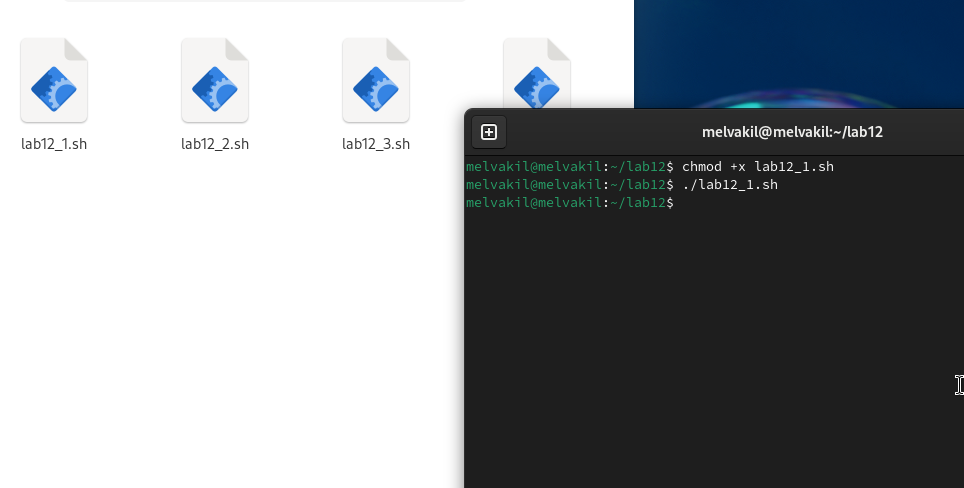 lab12_1.sh
lab12_2.sh
lab12_3.sh
melvakil@melvakil:~/lab12
melvakil@melvakil:~/lab12$ chmod +x lab12_1.sh
melvakil@melvakil:~/lab12$ ./lab12_1.sh
melvakil@melvakil:~/lab12$